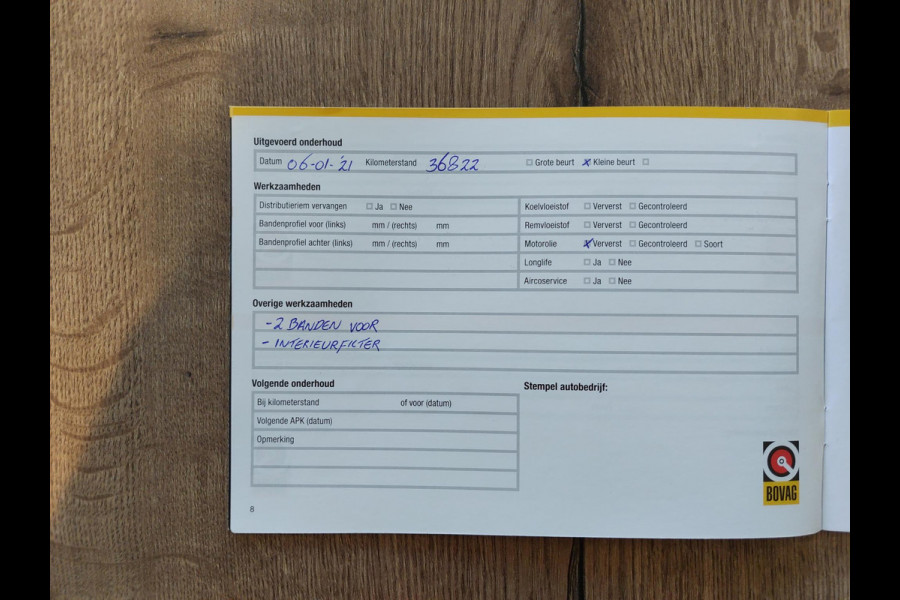 Uitgevoerd onderhoud
Datum 06-01-'21 Kilometerstand 36822 Grote beurt Kleine beurt
Werkzaamheden
Distributieriem vervangen Ja Nee
Bandenprofiel voor (links) mm / (rechts) mm
Bandenprofiel achter (links) mm / (rechts) mm
Koelvloeistof Ververst Gecontroleerd
Remvloeistof Ververst Gecontroleerd
Motorolie Ververst Gecontroleerd Soort
Longlife Ja Nee
Aircoservice Ja Nee
Overige werkzaamheden
- 2 BANDEN VOOR
- INTERIEURFILTER
Volgende onderhoud
Bij kilometerstand of voor (datum)
Volgende APK (datum)
Opmerking
Stempel autobedrijf:
BOVAG
8